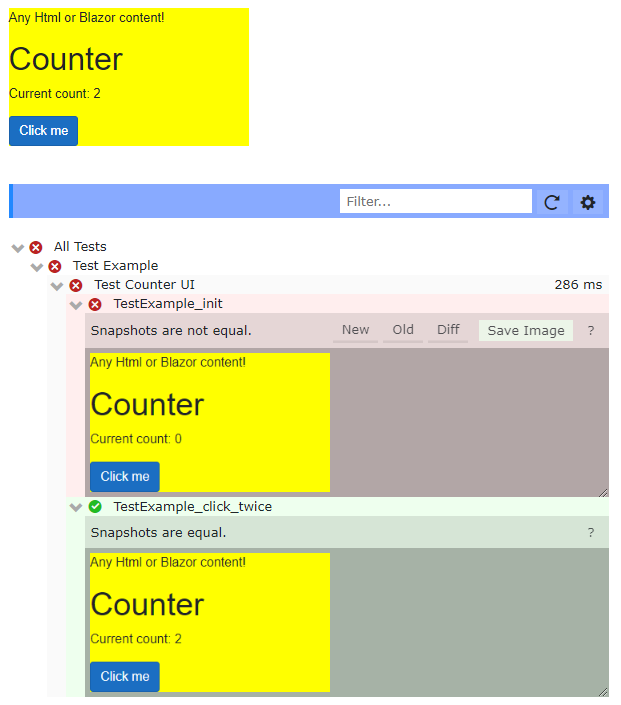 Any Html or Blazor content!
Counter
Current count: 2
Click me
Filter...
All Tests
Test Example
Test Counter UI 286 ms
TestExample_init
Snapshots are not equal. New Old Diff Save Image ?
Any Html or Blazor content!
Counter
Current count: 0
Click me
TestExample_click_twice
Snapshots are equal. ?
Any Html or Blazor content!
Counter
Current count: 2
Click me